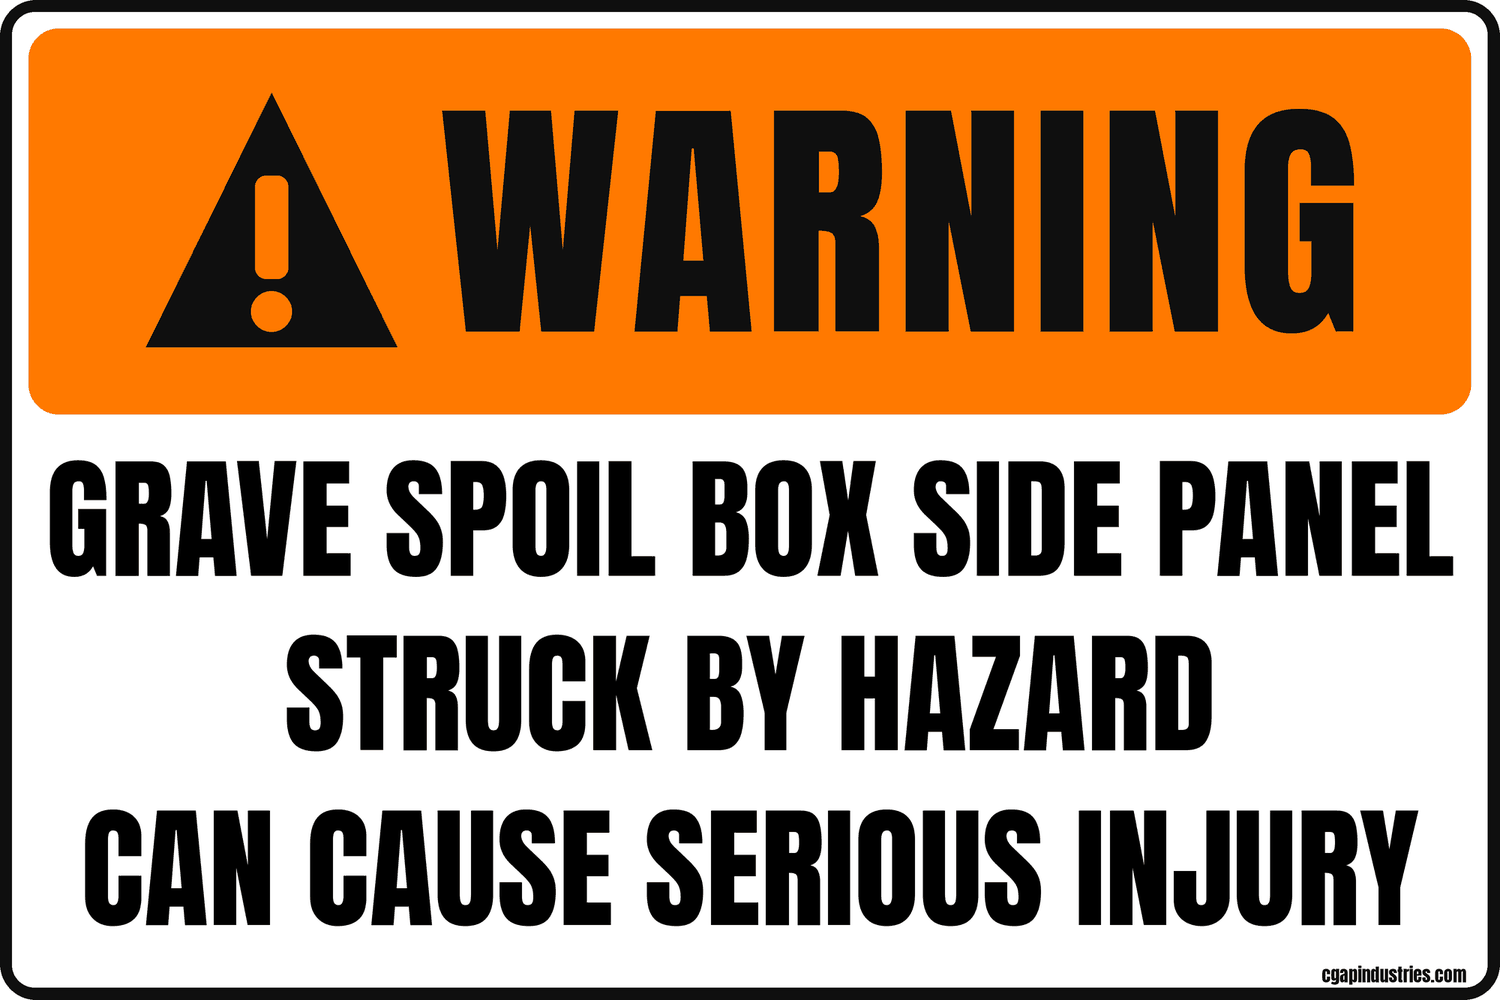 WARNING
GRAVE SPOIL BOX SIDE PANEL
STRUCK BY HAZARD
CAN CAUSE SERIOUS INJURY
cgapindustries.com